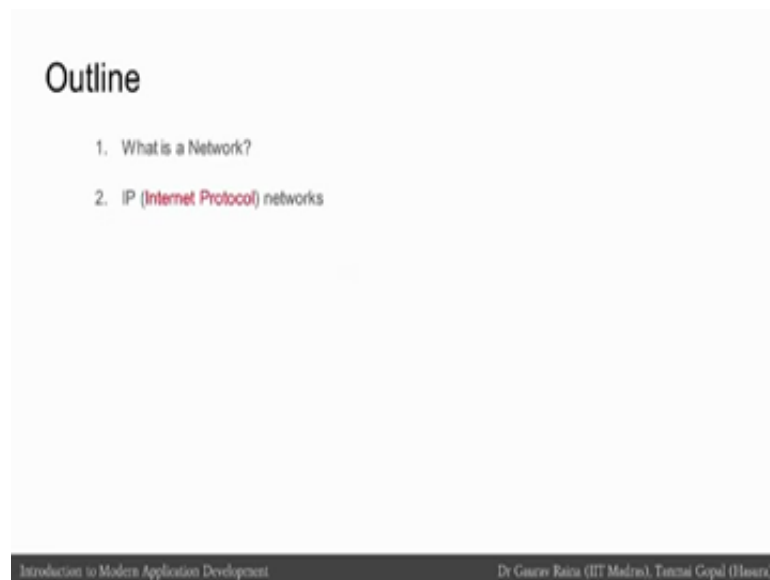 Outline
1. What is a Network?
2. IP (Internet Protocol) networks
Introduction to Modern Application Development
Dr Gaurav Raina (IIT Madras), Tanmai Gopal (Hasura)